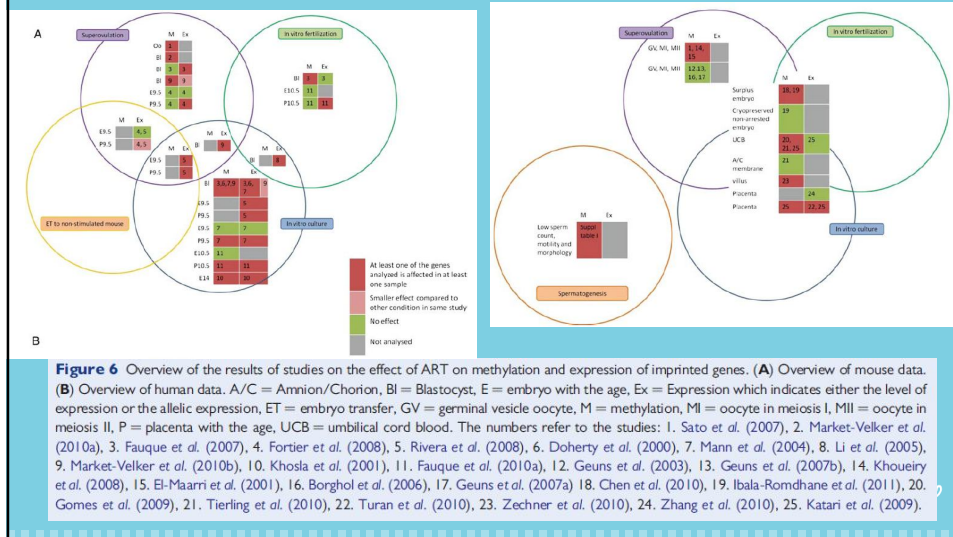 A
Superovulation
In vitro fertilization
M Ex
Oo 1
Bl 2
Bl 3 3
Bl 9 9
E9.5 4 4
P9.5 4 4
M Ex
Bl 3 3
E10.5 11
P10.5 11 11
M Ex
E9.5 4, 5
P9.5 4, 5
M Ex
Bl 9
M Ex
E9.5 5
P9.5 5
M Ex
Bl 8
M Ex
Bl 3,6,7,9 3,6, 7 9
E9.5 5
P9.5 5
E9.5 7 7
P9.5 7 7
E10.5 11
P10.5 11 11
E14 10 10
ET to non-stimulated mouse
In vitro culture
At least one of the genes
analyzed is affected in at least
one sample
Smaller effect compared to
other condition in same study
No effect
Not analysed
B
Superovulation
In vitro fertilization
M Ex
GV, MI, MII 1, 14,
15
GV, MI, MII 12,13,
16, 17
M Ex
Surplus
embryo
18, 19
Cryopreserved
non-arrested
embryo
19
UCB 20,
21, 25
25
A/C
membrane
21
villus 23
Placenta 24
Placenta 25 22, 25
In vitro culture
M Ex
Low sperm
count,
motility and
morphology
Suppl
table I
Spermatogenesis
Figure 6 Overview of the results of studies on the effect of ART on methylation and expression of imprinted genes. (A) Overview of mouse data.
(B) Overview of human data. A/C = Amnion/Chorion, Bl = Blastocyst, E = embryo with the age, Ex = Expression which indicates either the level of
expression or the allelic expression, ET = embryo transfer, GV = germinal vesicle oocyte, M = methylation, MI = oocyte in meiosis I, MII = oocyte in
meiosis II, P = placenta with the age, UCB = umbilical cord blood. The numbers refer to the studies: 1. Sato et al. (2007), 2. Market-Velker et al.
(2010a), 3. Fauque et al. (2007), 4. Fortier et al. (2008), 5. Rivera et al. (2008), 6. Doherty et al. (2000), 7. Mann et al. (2004), 8. Li et al. (2005),
9. Market-Velker et al. (2010b), 10. Khosla et al. (2001), 11. Fauque et al. (2010a), 12. Geuns et al. (2003), 13. Geuns et al. (2007b), 14. Khoueiry
et al. (2008), 15. El-Maarri et al. (2001), 16. Borghol et al. (2006), 17. Geuns et al. (2007a) 18. Chen et al. (2010), 19. Ibala-Romdhane et al. (2011), 20.
Gomes et al. (2009), 21. Tierling et al. (2010), 22. Turan et al. (2010), 23. Zechner et al. (2010), 24. Zhang et al. (2010), 25. Katari et al. (2009).